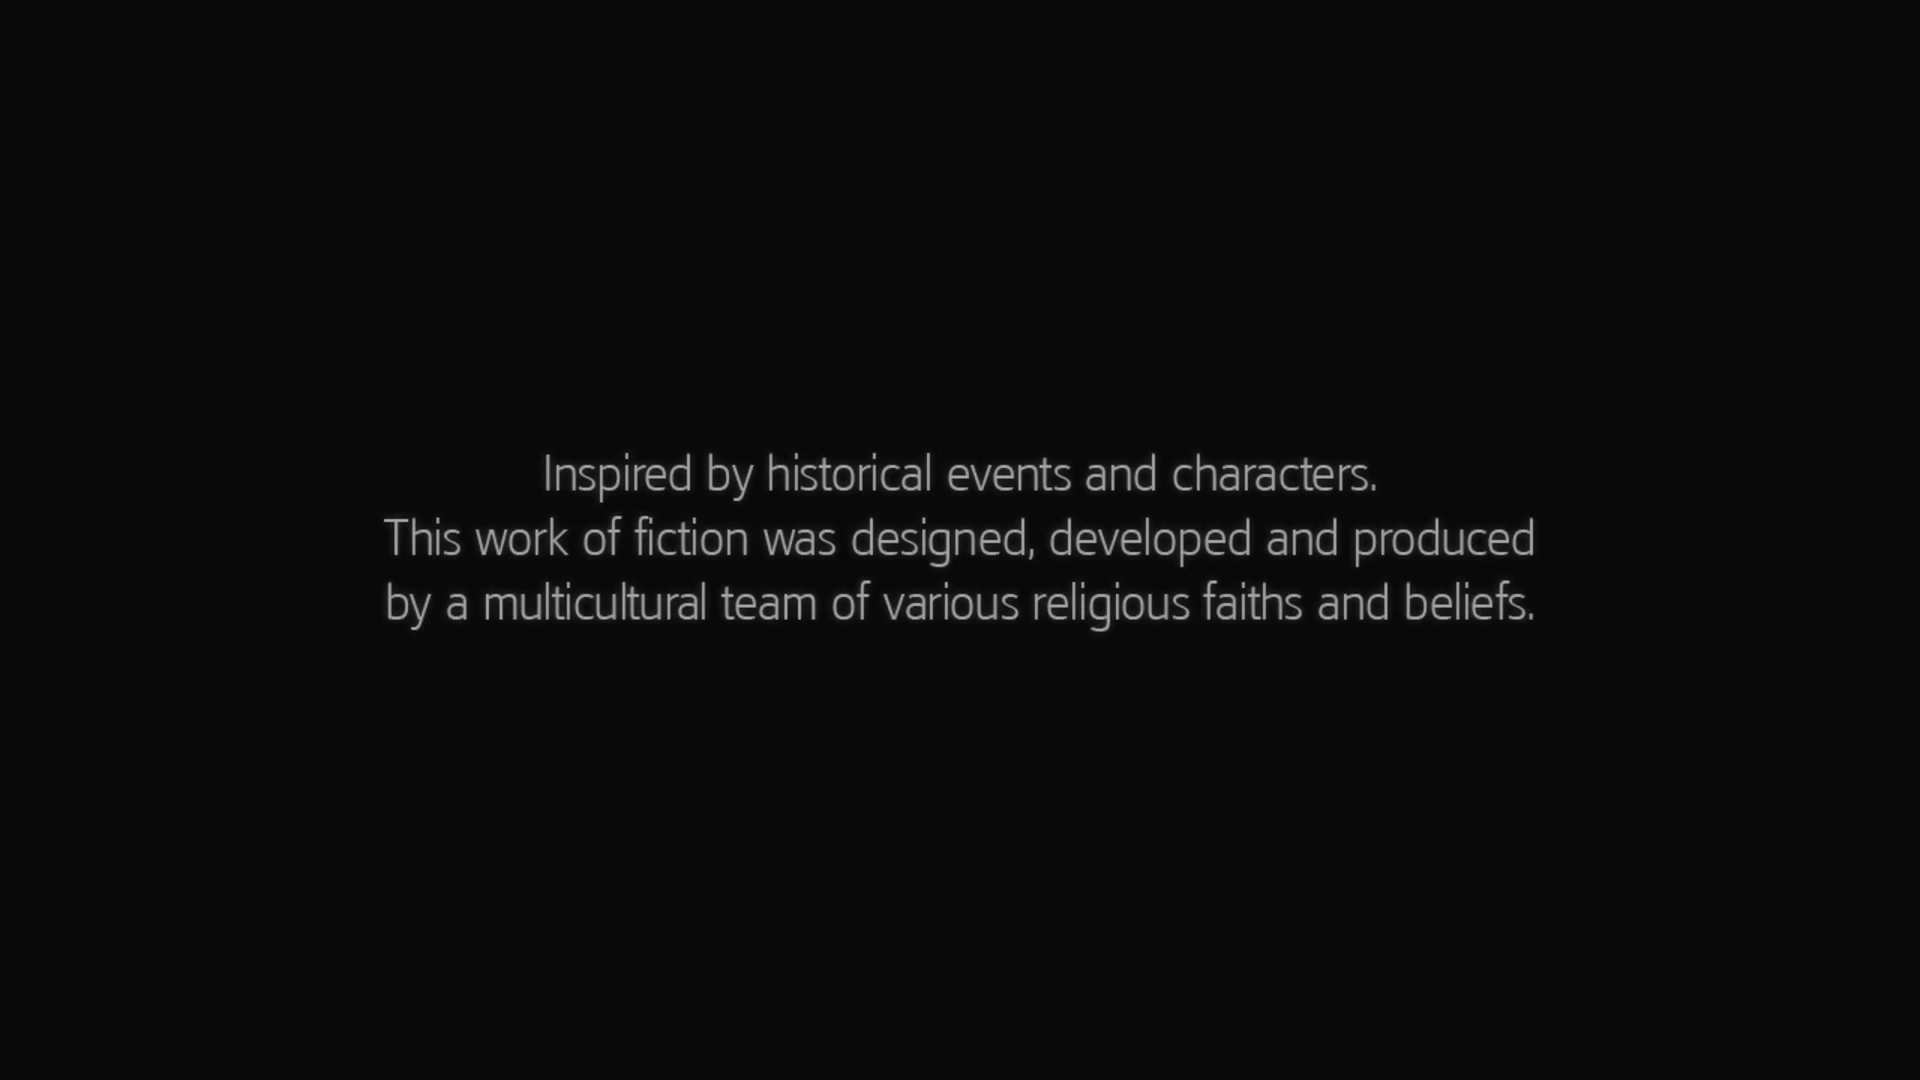 Inspired by historical events and characters.
This work of fiction was designed, developed and produced
by a multicultural team of various religious faiths and beliefs.